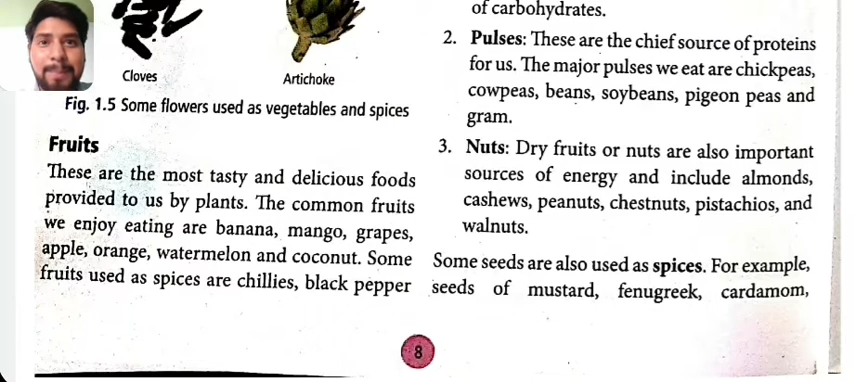 Cloves
Artichoke
Fig. 1.5 Some flowers used as vegetables and spices
Fruits
These are the most tasty and delicious foods
provided to us by plants. The common fruits
we enjoy eating are banana, mango, grapes,
apple, orange, watermelon and coconut. Some
fruits used as spices are chillies, black pepper
of carbohydrates.
2. Pulses: These are the chief source of proteins
for us. The major pulses we eat are chickpeas,
cowpeas, beans, soybeans, pigeon peas and
gram.
3. Nuts: Dry fruits or nuts are also important
sources of energy and include almonds,
cashews, peanuts, chestnuts, pistachios, and
walnuts.
Some seeds are also used as spices. For example,
seeds of mustard, fenugreek, cardamom,
8